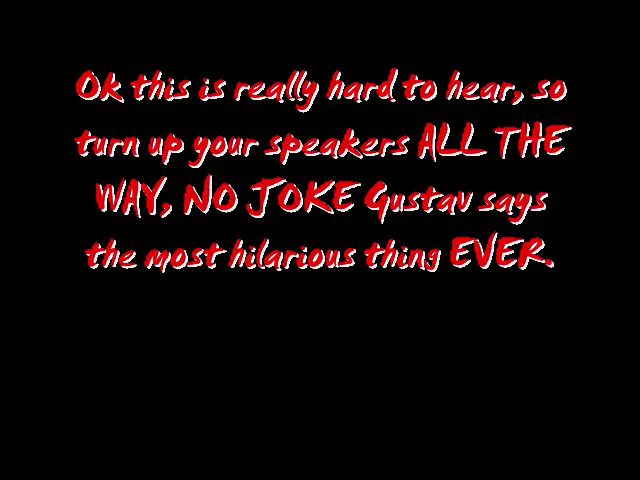 Ok this is really hard to hear, so
turn up your speakers ALL THE
WAY, NO JOKE Gustav says
the most hilarious thing EVER.